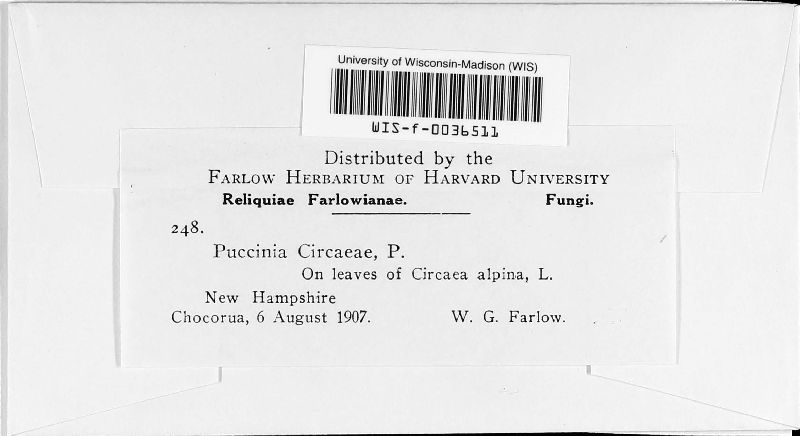 University of Wisconsin-Madison (WIS)
WIS-f-0036511
Distributed by the
Farlow Herbarium of Harvard University
Reliquiae Farlowianae. Fungi.
248.
Puccinia Circaeae, P.
On leaves of Circaea alpina, L.
New Hampshire
Chocorua, 6 August 1907. W. G. Farlow.